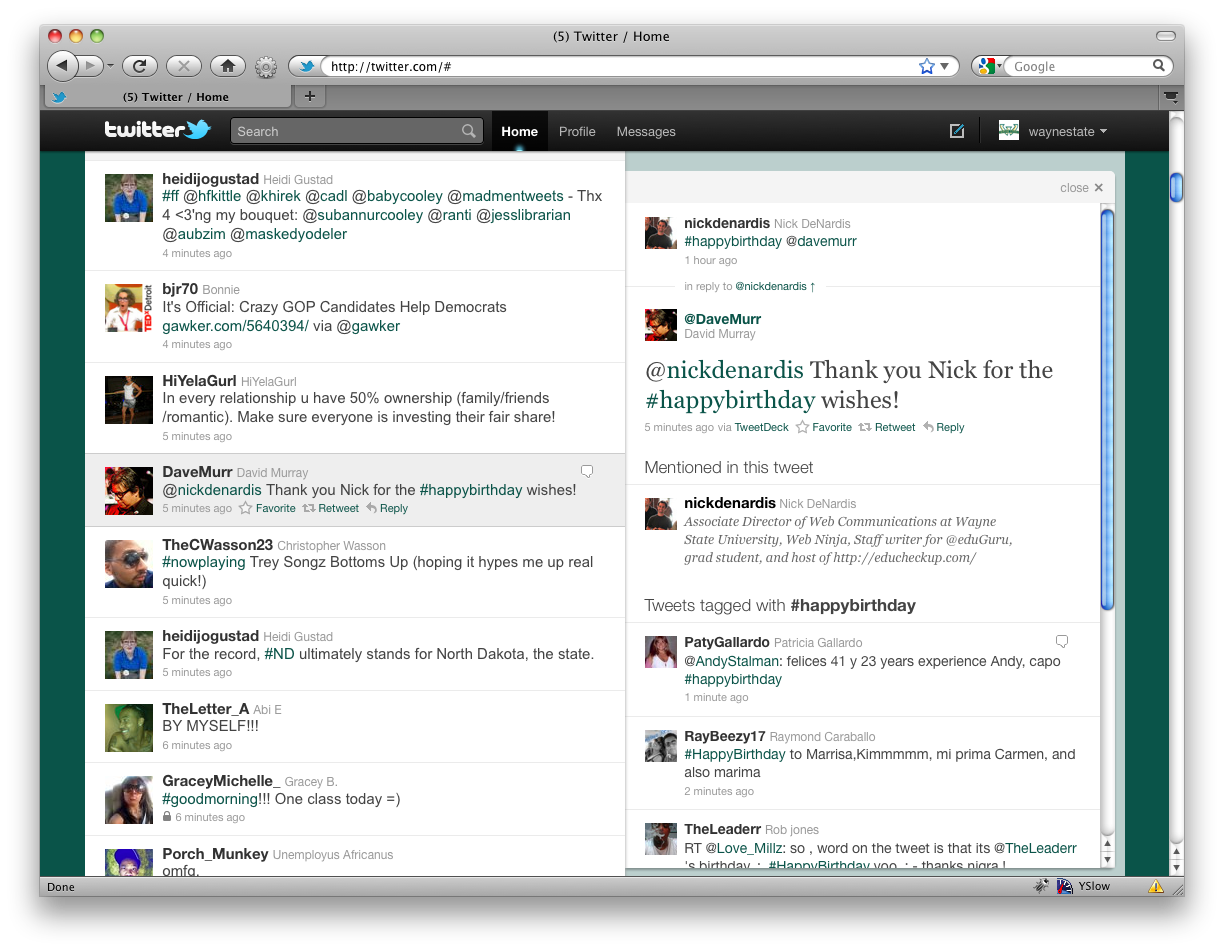 (5) Twitter / Home
http://twitter.com/#
Google
(5) Twitter / Home
twitter
Search
Home
Profile
Messages
waynestate
heidijogustad Heidi Gustad
#ff @hfkittle @khirek @cadl @babycooley @madmentweets - Thx
4 <3'ng my bouquet: @subannurcooley @ranti @jesslibrarian
@aubzim @maskedyodeler
4 minutes ago
TEDxDetroit
bjr70 Bonnie
It's Official: Crazy GOP Candidates Help Democrats
gawker.com/5640394/ via @gawker
4 minutes ago
HiYelaGurl HiYelaGurl
In every relationship u have 50% ownership (family/friends
/romantic). Make sure everyone is investing their fair share!
5 minutes ago
DaveMurr David Murray
@nickdenardis Thank you Nick for the #happybirthday wishes!
5 minutes ago Favorite Retweet Reply
TheCWasson23 Christopher Wasson
#nowplaying Trey Songz Bottoms Up (hoping it hypes me up real
quick!)
5 minutes ago
heidijogustad Heidi Gustad
For the record, #ND ultimately stands for North Dakota, the state.
5 minutes ago
TheLetter_A Abi E
BY MYSELF!!!
6 minutes ago
GraceyMichelle_ Gracey B.
#goodmorning!!! One class today =)
6 minutes ago
Porch_Munkey Unemployus Africanus
omfg.
close ×
nickdenardis Nick DeNardis
#happybirthday @davemurr
1 hour ago
in reply to @nickdenardis ↑
@DaveMurr
David Murray
@nickdenardis Thank you Nick for the
#happybirthday wishes!
5 minutes ago via TweetDeck Favorite Retweet Reply
Mentioned in this tweet
nickdenardis Nick DeNardis
Associate Director of Web Communications at Wayne
State University, Web Ninja, Staff writer for @eduGuru,
grad student, and host of http://educheckup.com/
Tweets tagged with #happybirthday
PatyGallardo Patricia Gallardo
@AndyStalman: felices 41 y 23 years experience Andy, capo
#happybirthday
1 minute ago
RayBeezy17 Raymond Caraballo
#HappyBirthday to Marrisa,Kimmmmm, mi prima Carmen, and
also marima
2 minutes ago
TheLeaderr Rob jones
RT @Love_Millz: so , word on the tweet is that its @TheLeaderr
's birthday #HappyBirthday yoo - thanks
Done
YSlow